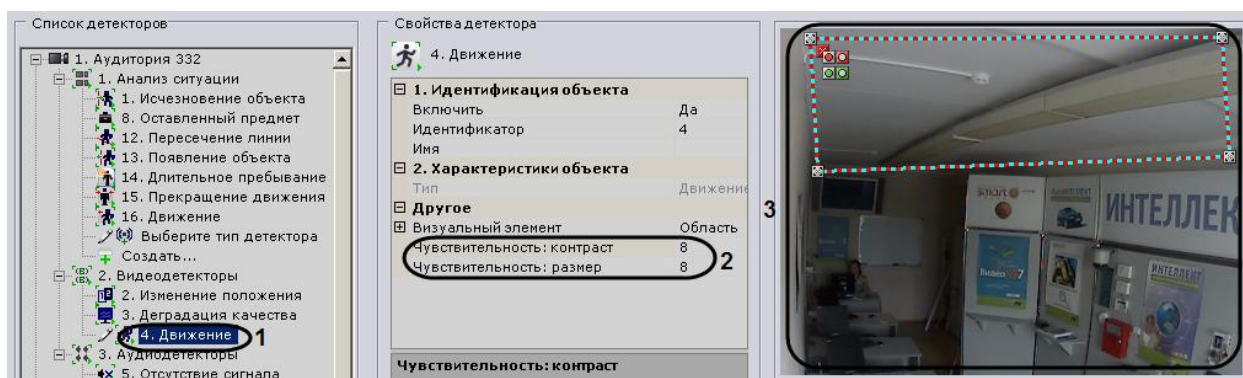 Список детекторов
1. Аудитория 332
1. Анализ ситуации
1. Исчезновение объекта
8. Оставленный предмет
12. Пересечение линии
13. Появление объекта
14. Длительное пребывание
15. Прекращение движения
16. Движение
Выберите тип детектора
Создать...
2. Видеодетекторы
2. Изменение положения
3. Деградация качества
4. Движение
1
3. Аудиодетекторы
5. Отсутствие сигнала
Свойства детектора
4. Движение
1. Идентификация объекта
Включить Да
Идентификатор 4
Имя
2. Характеристики объекта
Тип Движение
Другое
Визуальный элемент Область
Чувствительность: контраст 8
Чувствительность: размер 8
2
Чувствительность: контраст
3
smart
ИНТЕЛЛЕК
ИНТЕЛЛЕКТ